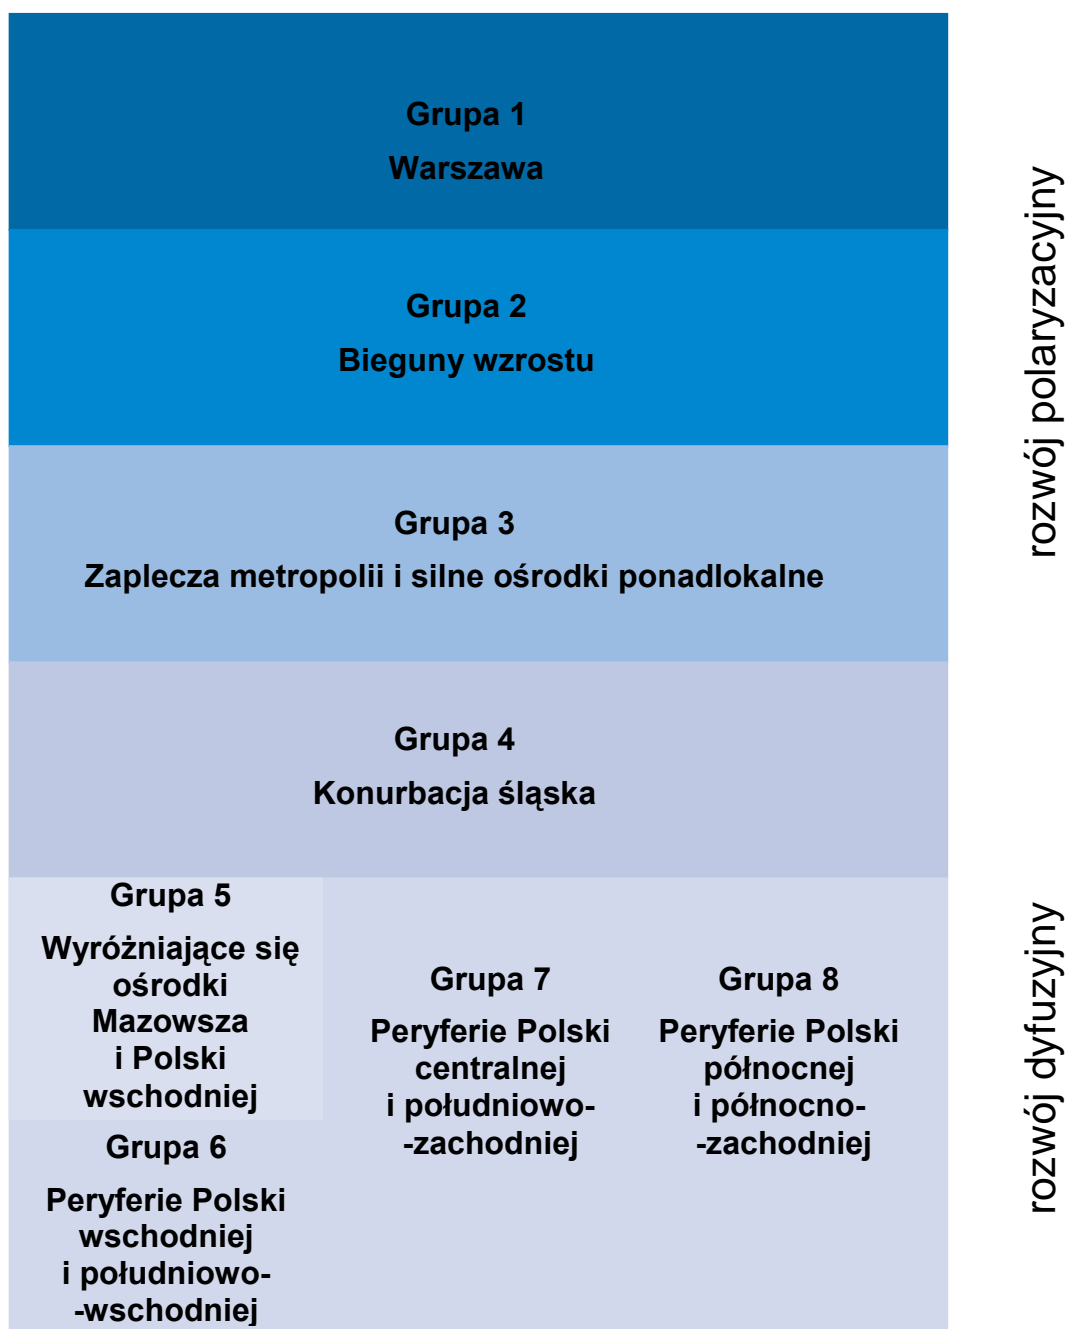 Grupa 1
Warszawa
Grupa 2
Bieguny wzrostu
Grupa 3
Zaplecza metropolii i silne ośrodki ponadlokalne
Grupa 4
Konurbacja śląska
Grupa 5
Wyróżniające się
ośrodki
Mazowsza
i Polski
wschodniej
Grupa 6
Peryferie Polski
wschodniej
i południowo-
-wschodniej
Grupa 7
Peryferie Polski
centralnej
i południowo-
-zachodniej
Grupa 8
Peryferie Polski
północnej
i północno-
-zachodniej
rozwój polaryzacyjny
rozwój dyfuzyjny